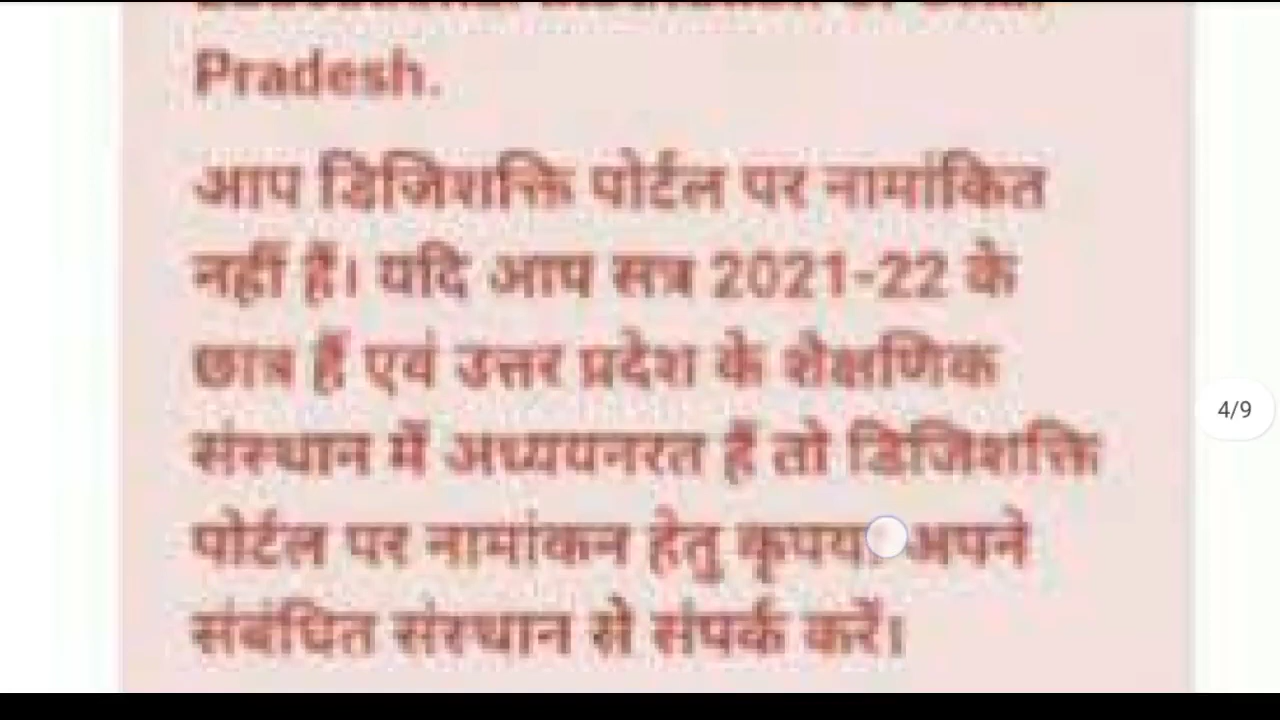 Pradesh.
आप डिजिशक्ति पोर्टल पर नामांकित
नहीं हैं। यदि आप सत्र 2021-22 के
छात्र हैं एवं उत्तर प्रदेश के शैक्षणिक
संस्थान में अध्ययनरत हैं तो डिजिशक्ति
पोर्टल पर नामांकन हेतु कृपया अपने
संबंधित संस्थान से संपर्क करें।
4/9